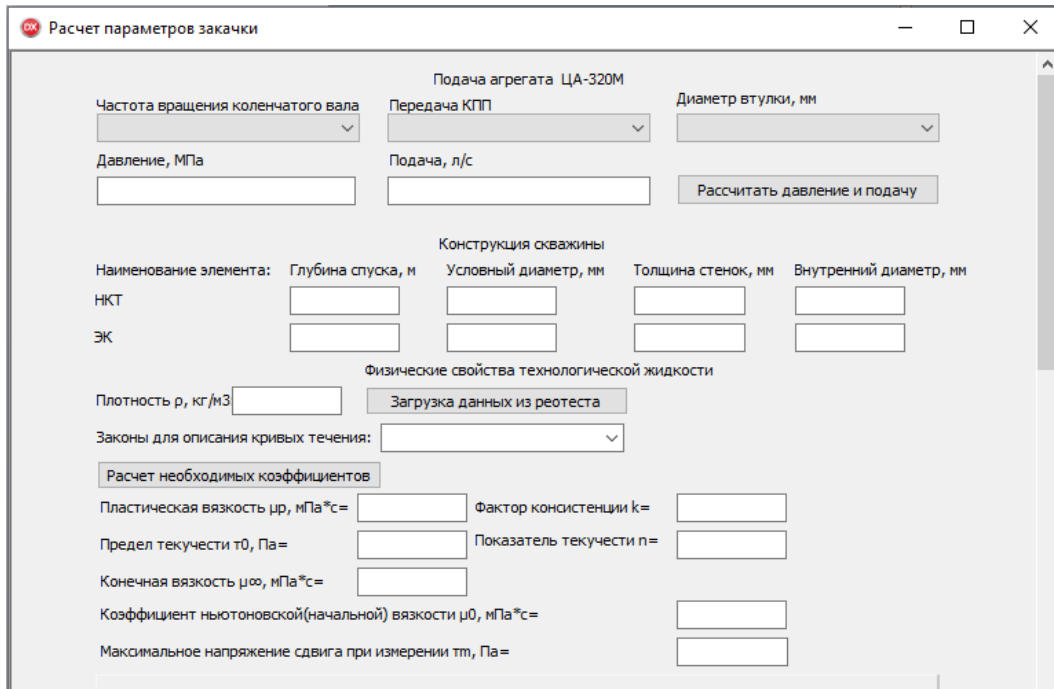 DX Расчет параметров закачки
Подача агрегата ЦА-320М
Частота вращения коленчатого вала Передача КПП Диаметр втулки, мм
Давление, МПа Подача, л/с
Рассчитать давление и подачу
Конструкция скважины
Наименование элемента: Глубина спуска, м Условный диаметр, мм Толщина стенок, мм Внутренний диаметр, мм
НКТ
ЭК
Физические свойства технологической жидкости
Плотность ρ, кг/м3 Загрузка данных из реотеста
Законы для описания кривых течения:
Расчет необходимых коэффициентов
Пластическая вязкость μр, мПа*с= Фактор консистенции k=
Предел текучести τ0, Па= Показатель текучести n=
Конечная вязкость μ∞, мПа*с=
Коэффициент ньютоновской(начальной) вязкости μ0, мПа*с=
Максимальное напряжение сдвига при измерении τm, Па=